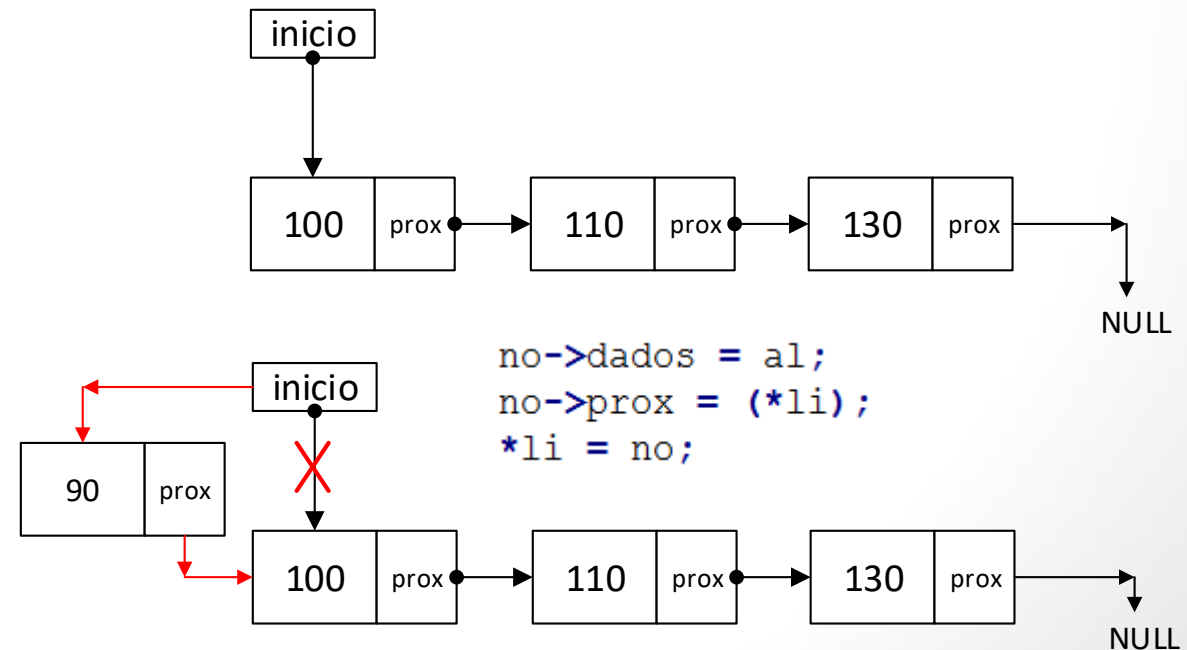 inicio
100 prox 110 prox 130 prox
NULL
no->dados = al;
inicio
no->prox = (*li);
*li = no;
90 prox
100 prox 110 prox 130 prox
NULL